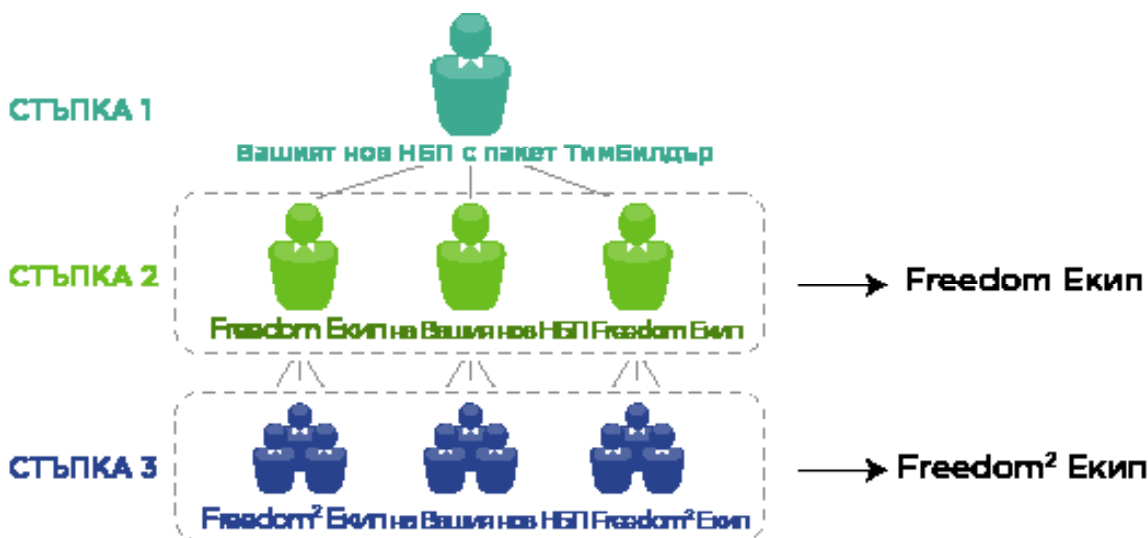 СТЪПКА 1
Вашият нов НБП с пакет ТимБилдър
СТЪПКА 2
Freedom Екип
Freedom Екип на Вашия нов НБП Freedom Екип
СТЪПКА 3
Freedom² Екип
Freedom² Екип на Вашия нов НБП Freedom² Екип